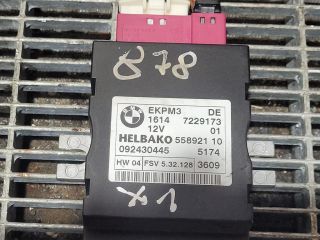 878
EKPM3 DE
1614 7229173
12V 01
HELBAKO 558921 10
092430445 5174
HW 04 FSV 5.32.128 3609